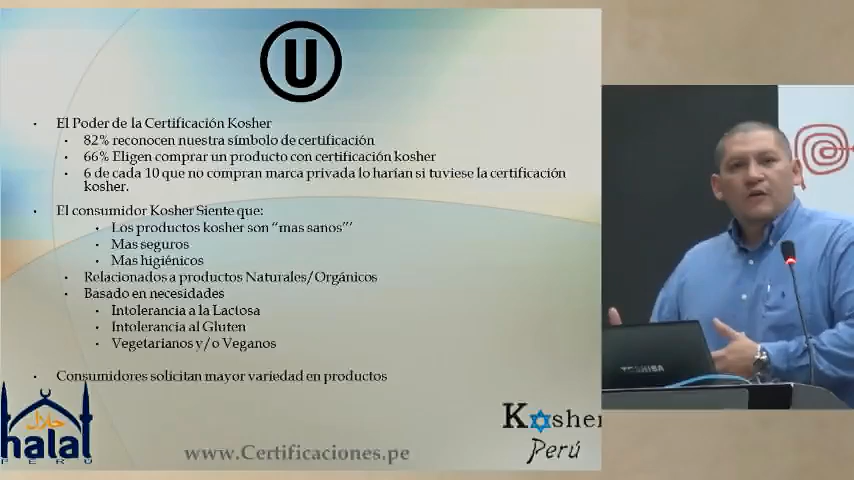 U
El Poder de la Certificación Kosher
82% reconocen nuestra símbolo de certificación
66% Eligen comprar un producto con certificación kosher
6 de cada 10 que no compran marca privada lo harían si tuviese la certificación
kosher.
El consumidor Kosher Siente que:
Los productos kosher son “mas sanos”’
Mas seguros
Mas higiénicos
Relacionados a productos Naturales/Orgánicos
Basado en necesidades
Intolerancia a la Lactosa
Intolerancia al Gluten
Vegetarianos y/o Veganos
Consumidores solicitan mayor variedad en productos
حلال
halal
PERU
www.Certificaciones.pe
Kosher
Perú
TOSHIBA